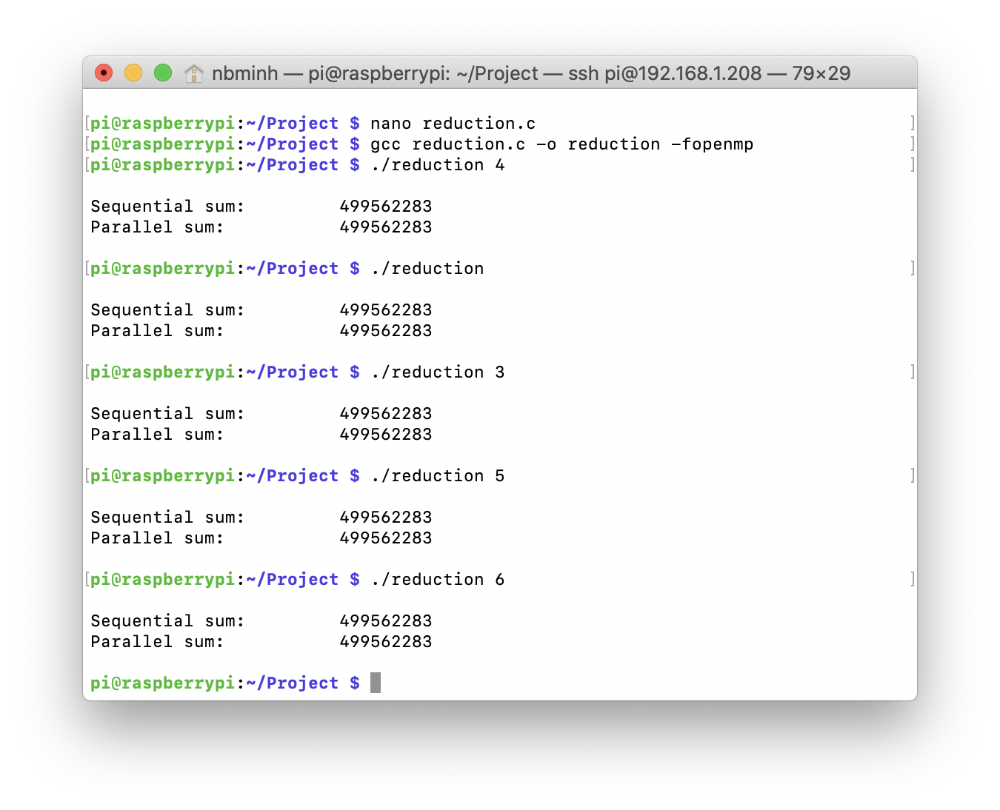 nbminh — pi@raspberrypi: ~/Project — ssh pi@192.168.1.208 — 79×29
[pi@raspberrypi:~/Project $ nano reduction.c ]
[pi@raspberrypi:~/Project $ gcc reduction.c -o reduction -fopenmp ]
[pi@raspberrypi:~/Project $ ./reduction 4 ]
Sequential sum: 499562283
Parallel sum: 499562283
[pi@raspberrypi:~/Project $ ./reduction ]
Sequential sum: 499562283
Parallel sum: 499562283
[pi@raspberrypi:~/Project $ ./reduction 3 ]
Sequential sum: 499562283
Parallel sum: 499562283
[pi@raspberrypi:~/Project $ ./reduction 5 ]
Sequential sum: 499562283
Parallel sum: 499562283
[pi@raspberrypi:~/Project $ ./reduction 6 ]
Sequential sum: 499562283
Parallel sum: 499562283
pi@raspberrypi:~/Project $